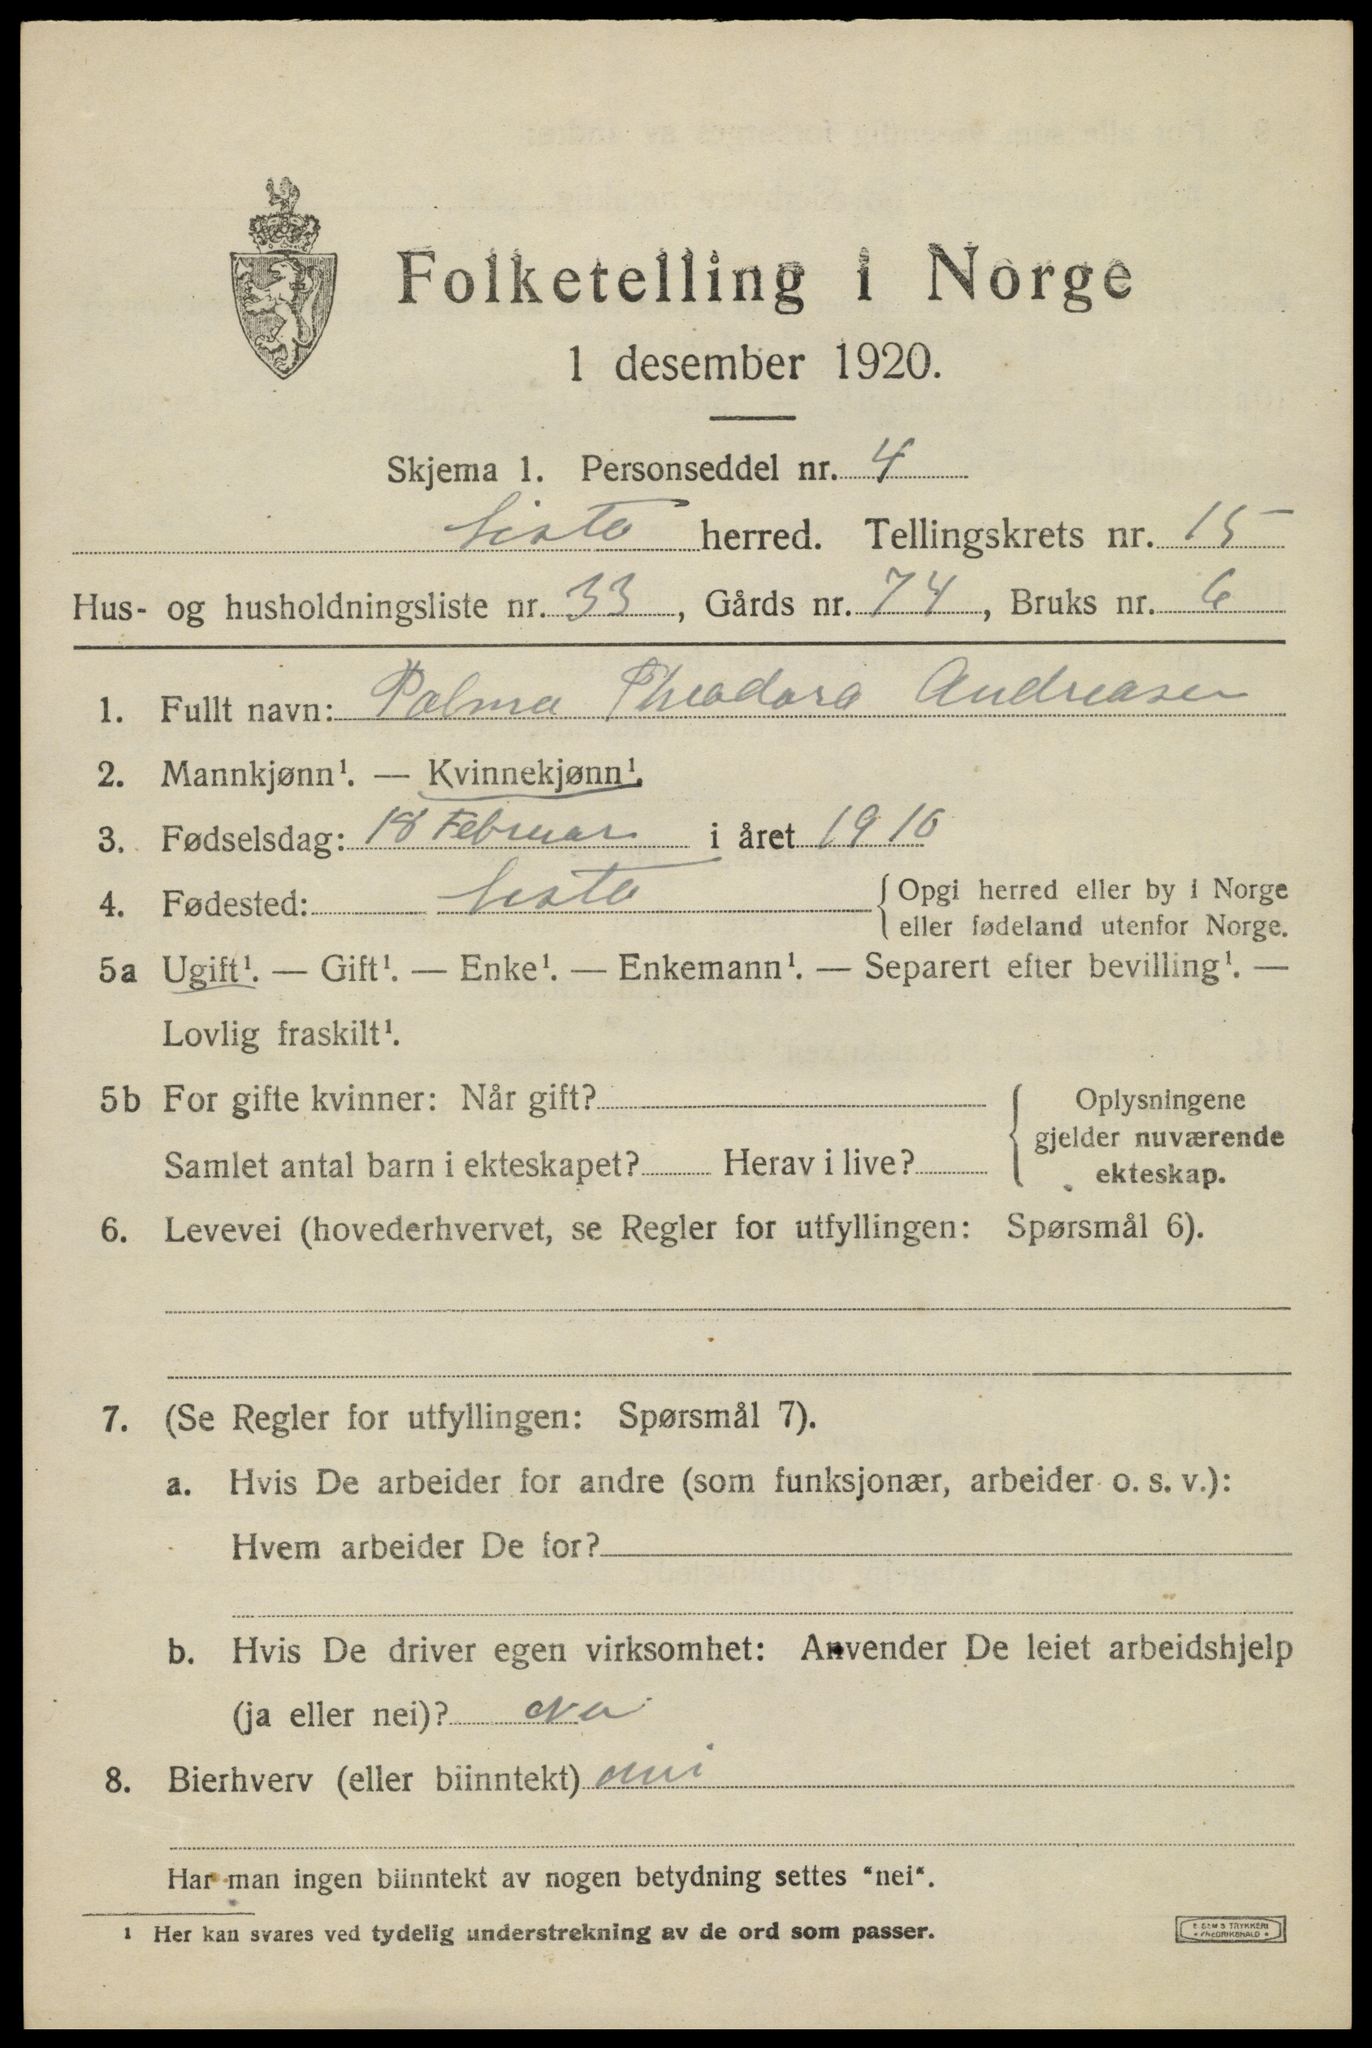 Folketelling i Norge
1 desember 1920.
Skjema 1. Personseddel nr. 4
Lista herred. Tellingskrets nr. 15
Hus- og husholdningsliste nr. 33, Gårds nr. 74, Bruks nr. 6
1. Fullt navn: Palma Theodora Andreasen
2. Mannkjønn¹. — Kvinnekjønn¹.
3. Fødselsdag: 18 Februar i året 1910
4. Fødested: Lista { Opgi herred eller by i Norge
eller fødeland utenfor Norge.
5a Ugift¹. — Gift¹. — Enke¹. — Enkemann¹. — Separert efter bevilling¹. —
Lovlig fraskilt¹.
5b For gifte kvinner: Når gift?
Samlet antal barn i ekteskapet? Herav i live?
Oplysningene
gjelder nuværende
ekteskap.
6. Levevei (hovederhvervet, se Regler for utfyllingen: Spørsmål 6).
7. (Se Regler for utfyllingen: Spørsmål 7).
a. Hvis De arbeider for andre (som funksjonær, arbeider o. s. v.):
Hvem arbeider De for?
b. Hvis De driver egen virksomhet: Anvender De leiet arbeidshjelp
(ja eller nei)?
8. Bierhverv (eller biinntekt) nei
Har man ingen biinntekt av nogen betydning settes "nei".
¹ Her kan svares ved tydelig understrekning av de ord som passer.
E. SEM'S TRYKKERI
• FREDRIKSHALD •